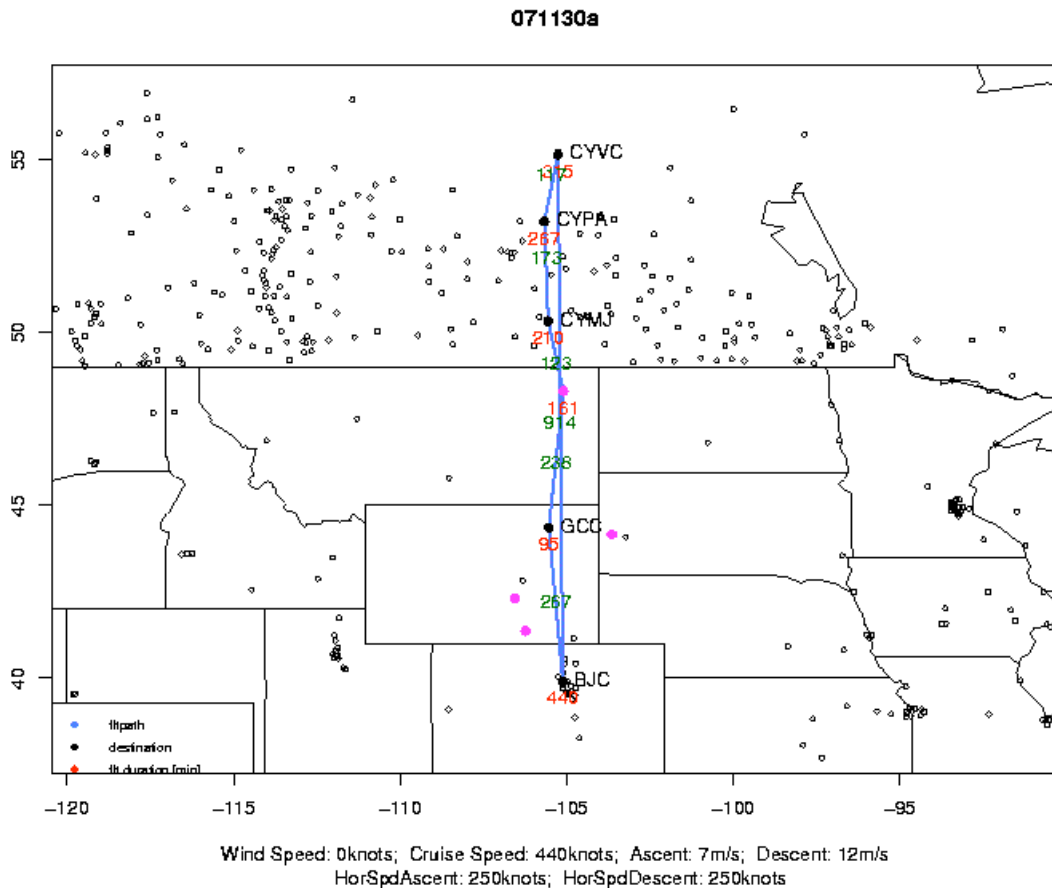 071130a
55
CYVC
CYPA
267
173
50
CYMJ
210
123
161
914
238
45
GCC
95
267
40
BJC
fltpath
destination
flt duration [min]
-120
-115
-110
-105
-100
-95
Wind Speed: 0knots; Cruise Speed: 440knots; Ascent: 7m/s; Descent: 12m/s
HorSpdAscent: 250knots; HorSpdDescent: 250knots